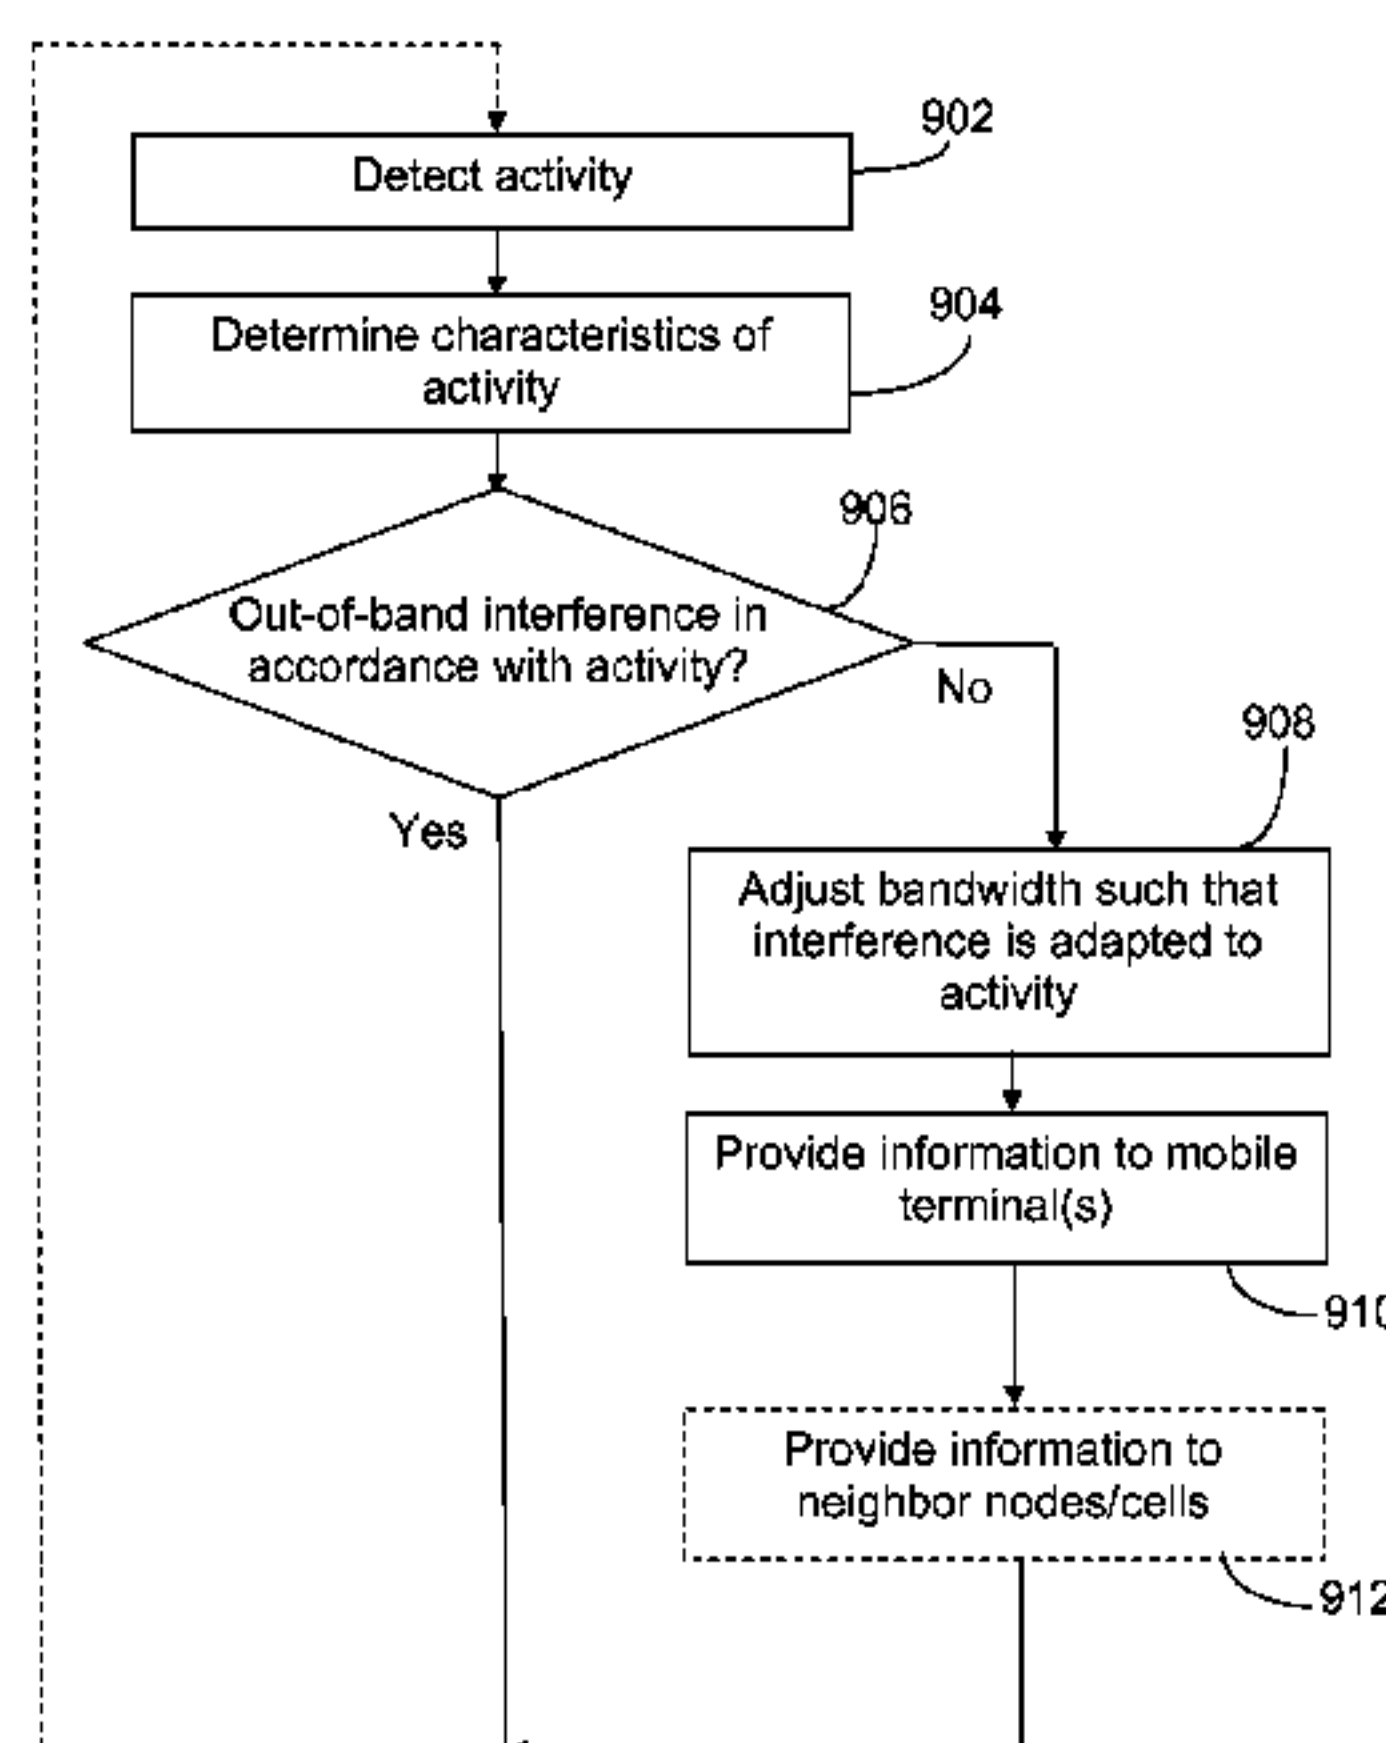 902
Detect activity
904
Determine characteristics of
activity
906
Out-of-band interference in
accordance with activity?
No
908
Yes
Adjust bandwidth such that
interference is adapted to
activity
Provide information to mobile
terminal(s)
910
Provide information to
neighbor nodes/cells
912